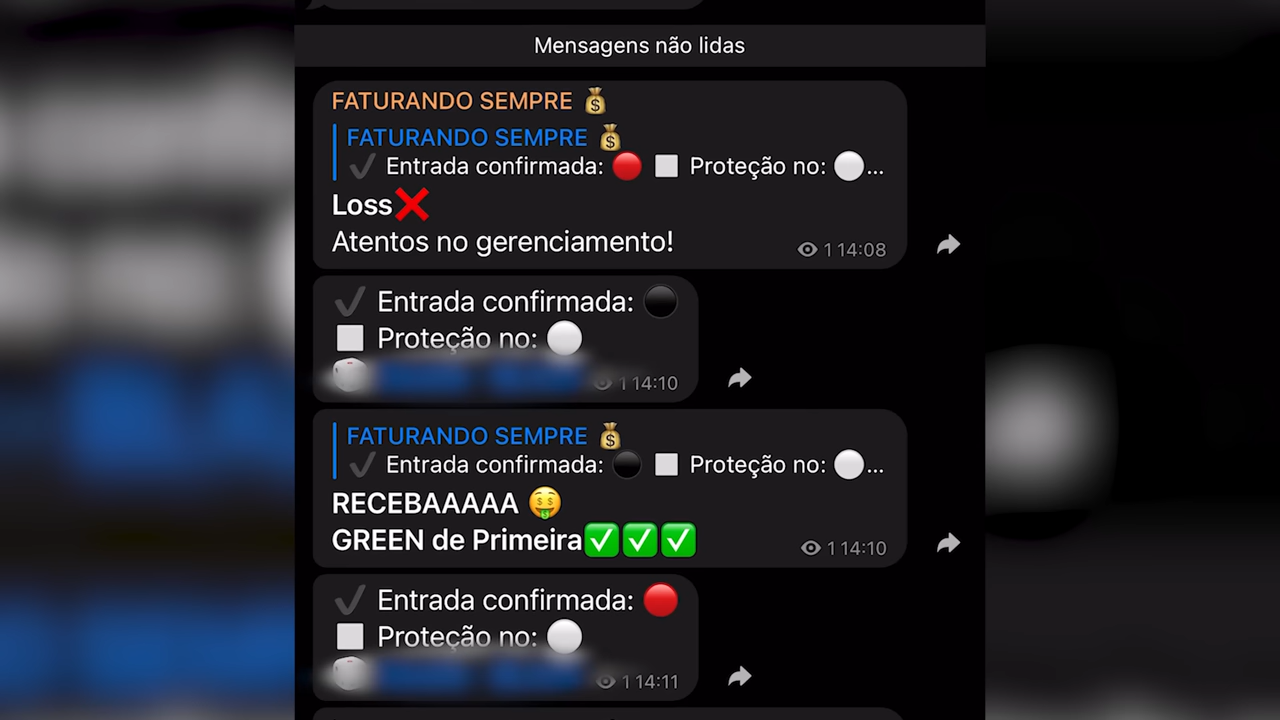 Mensagens não lidas
FATURANDO SEMPRE 💰
FATURANDO SEMPRE 💰
✔️ Entrada confirmada: 🔴 ◻️ Proteção no: ⚪...
Loss❌
Atentos no gerenciamento!
1 14:08
✔️ Entrada confirmada: ⚫
◻️ Proteção no: ⚪
1 14:10
FATURANDO SEMPRE 💰
✔️ Entrada confirmada: ⚫ ◻️ Proteção no: ⚪...
RECEBAAAAA 🤑
GREEN de Primeira✅✅✅
1 14:10
✔️ Entrada confirmada: 🔴
◻️ Proteção no: ⚪
1 14:11